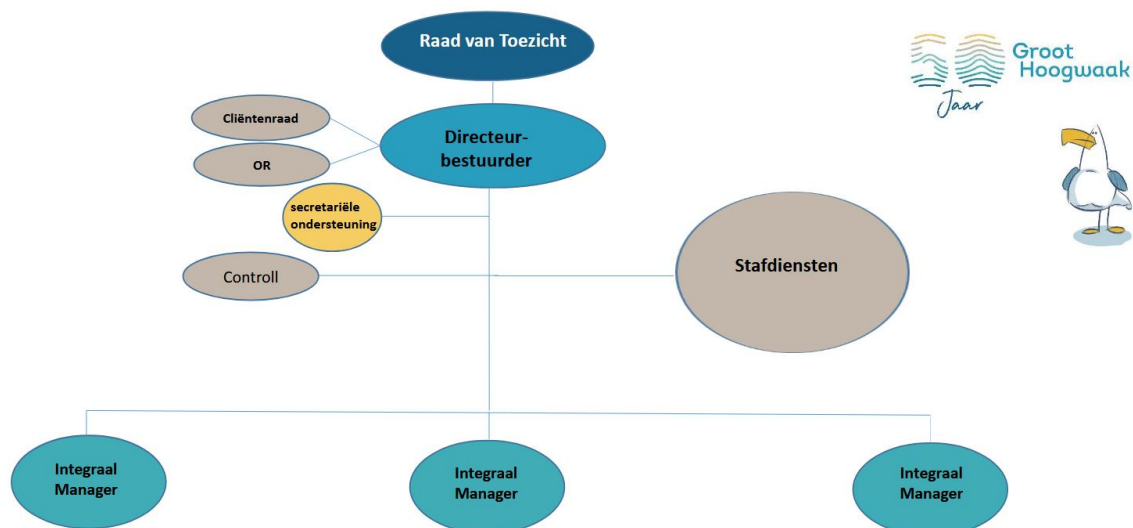 Raad van Toezicht
50
Jaar
Groot
Hoogwaak
Cliëntenraad
Directeur-
bestuurder
OR
secretariële
ondersteuning
Controll
Stafdiensten
Integraal
Manager
Integraal
Manager
Integraal
Manager